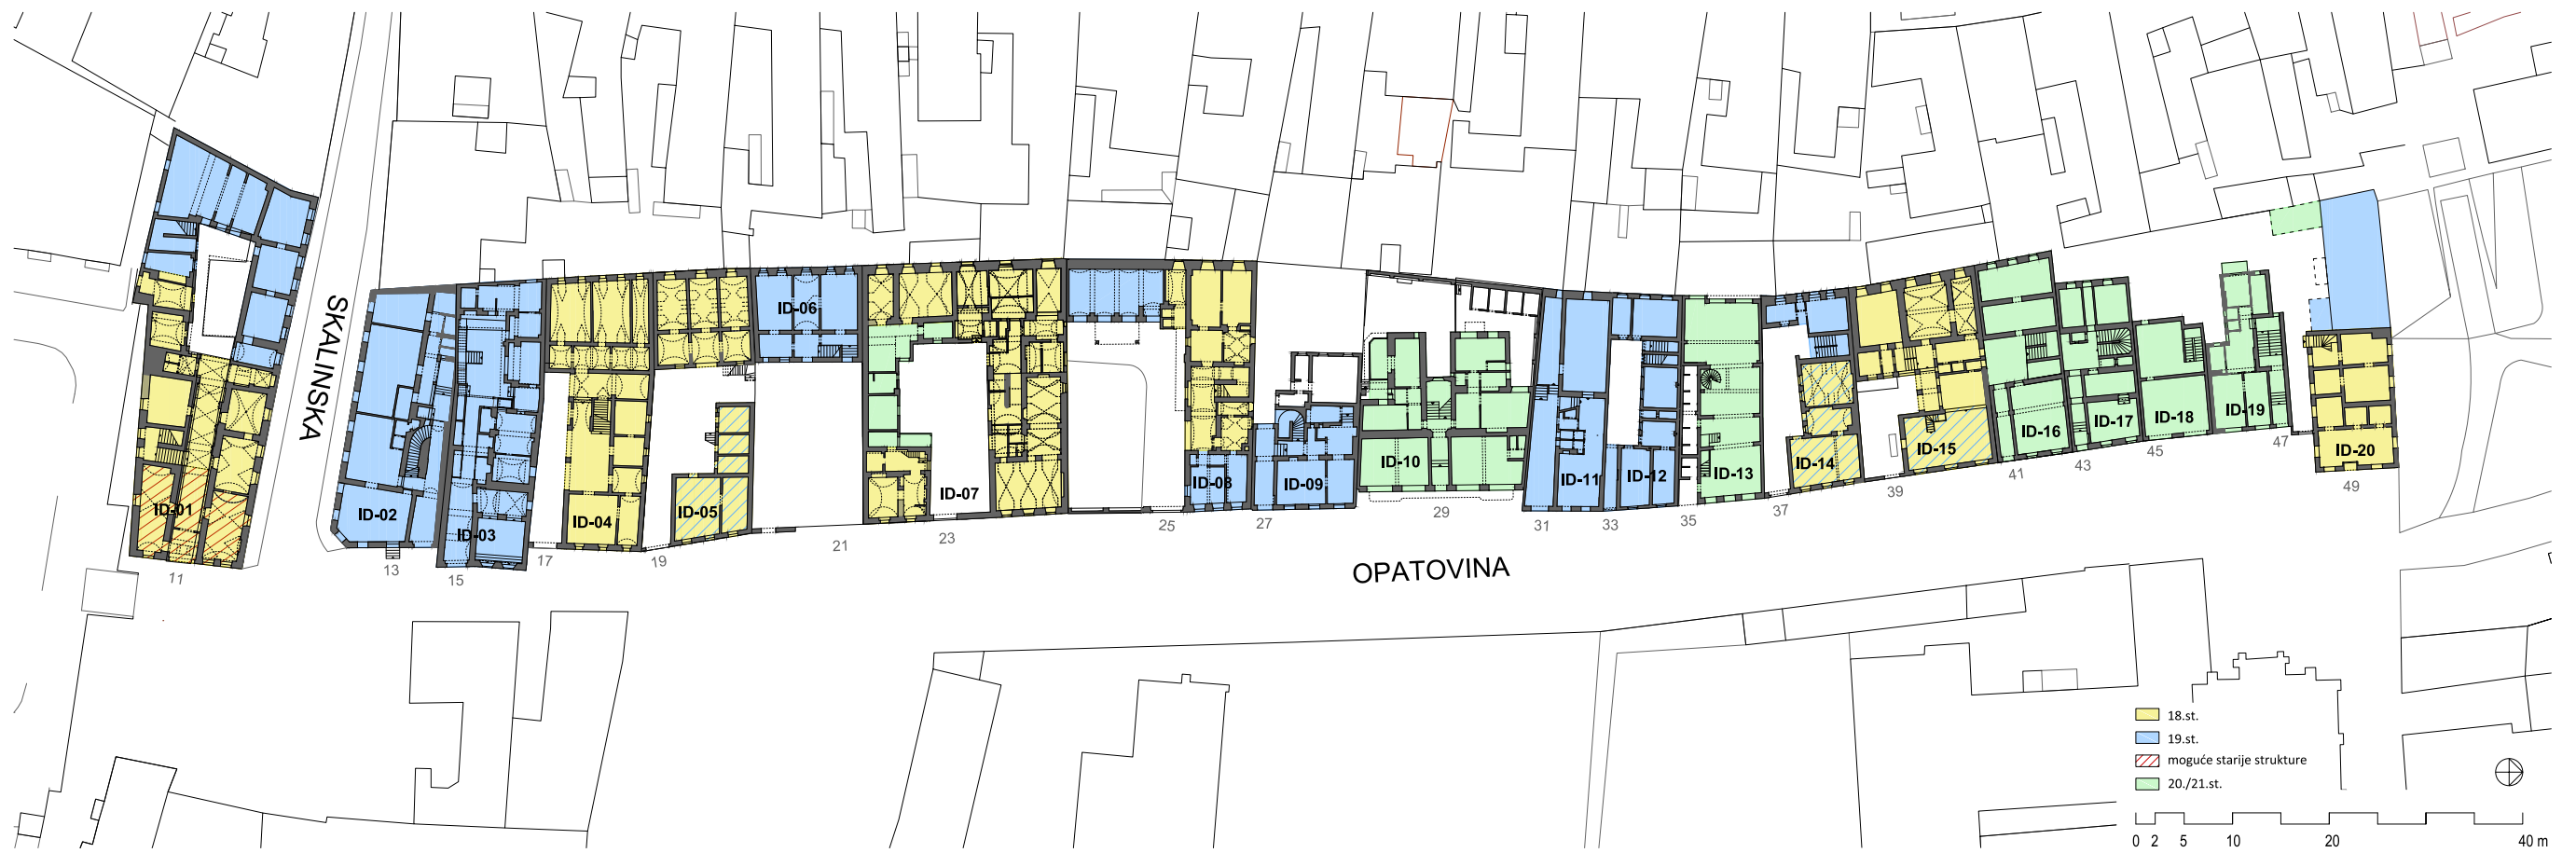 SKALINSKA
OPATOVINA
ID-01
ID-02
ID-03
ID-04
ID-05
ID-06
ID-07
ID-08
ID-09
ID-10
ID-11
ID-12
ID-13
ID-14
ID-15
ID-16
ID-17
ID-18
ID-19
ID-20
11
13
15
17
19
21
23
25
27
29
31
33
35
37
39
41
43
45
47
49
18.st.
19.st.
moguće starije strukture
20./21.st.
0 2 5 10 20 40 m